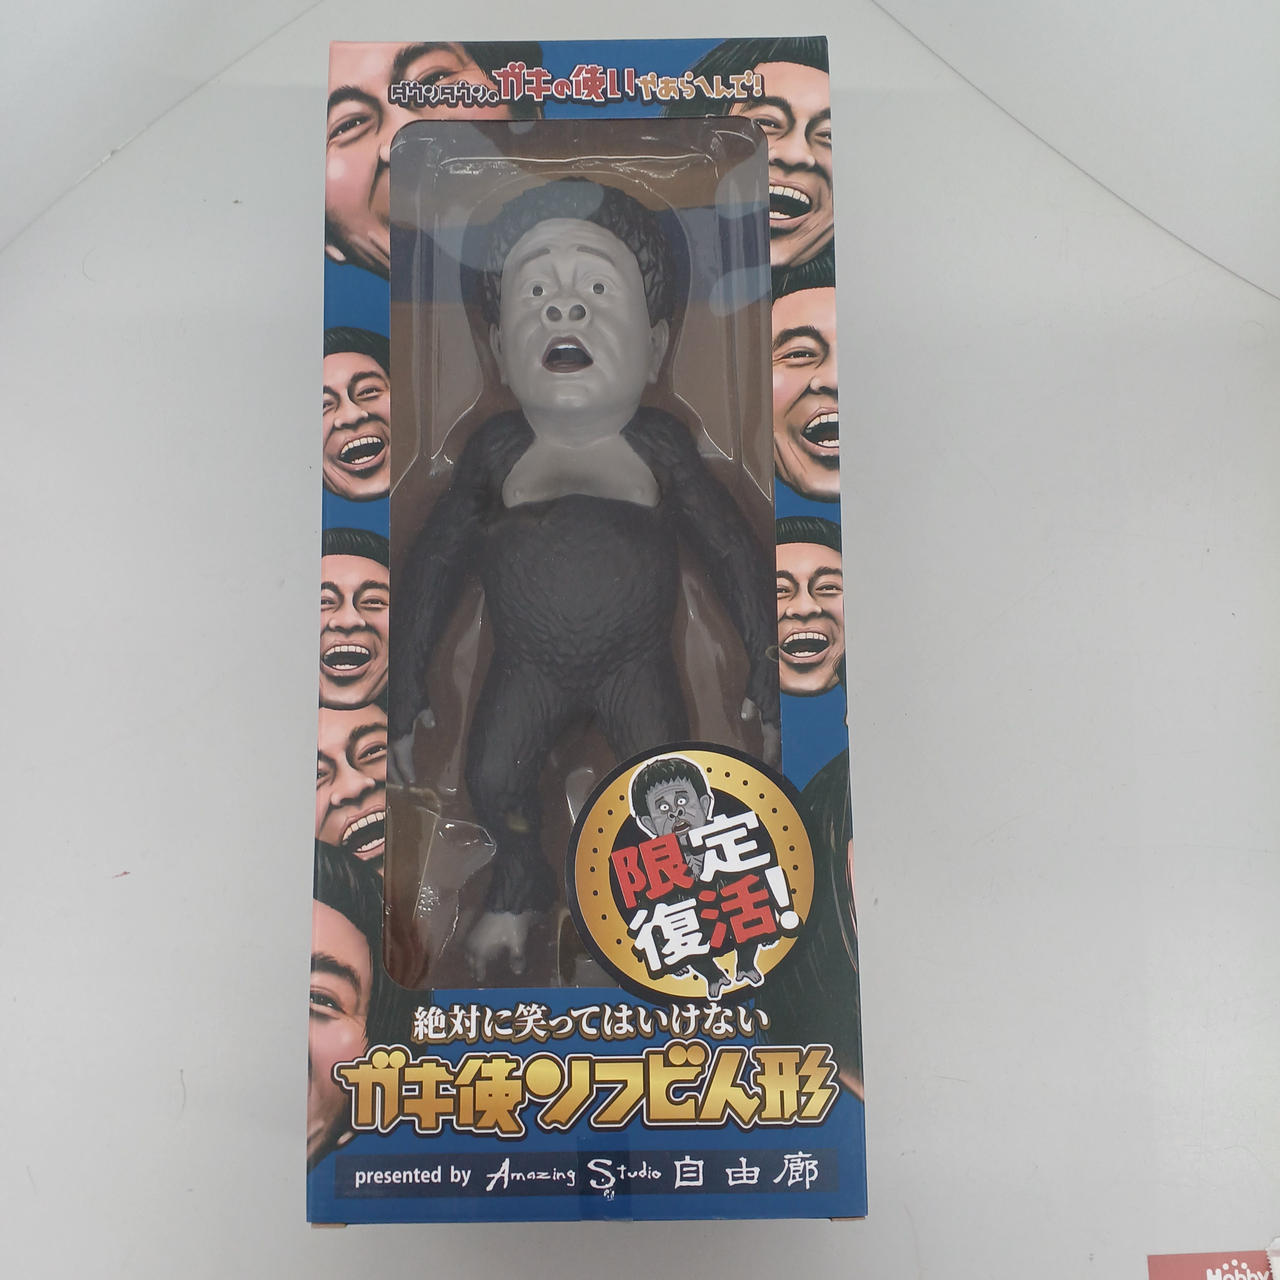 ダウンタウンのガキの使いやあらへんで!
限定
復活!
絶対に笑ってはいけない
ガキ使ソフビ人形
presented by Amazing Studio 自由廊
Hobby